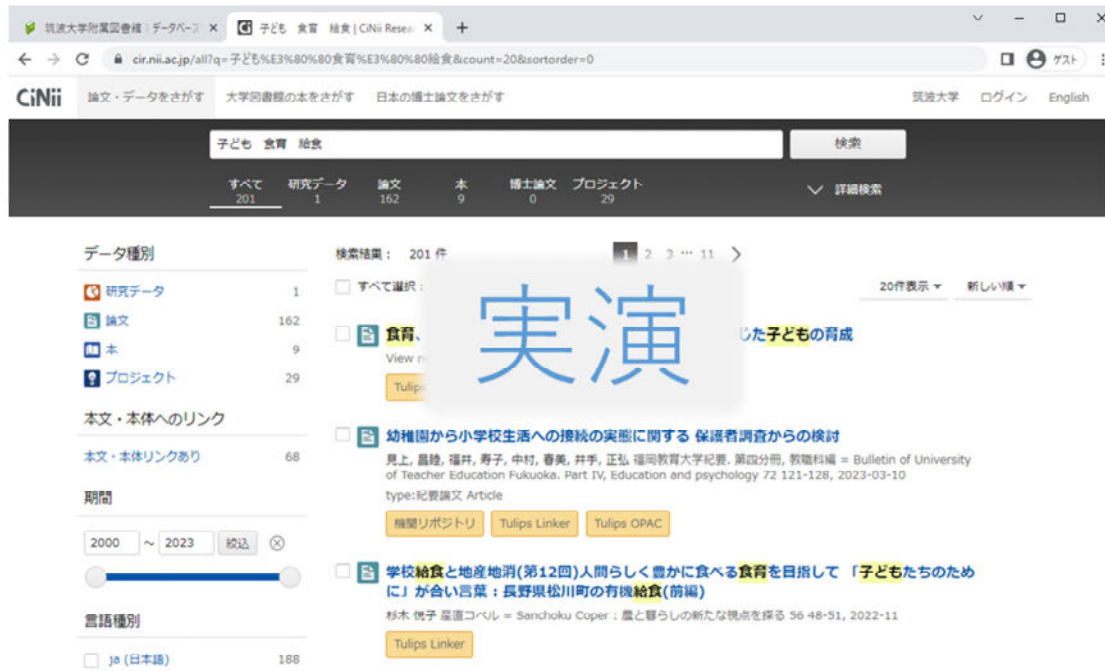 筑波大学附属図書館｜データベース
子ども 食育 給食 | CiNii Resear
cir.nii.ac.jp/all?q=子ども%E3%80%80食育%E3%80%80給食&count=20&sortorder=0
ゲスト
CiNii 論文・データをさがす 大学図書館の本をさがす 日本の博士論文をさがす 筑波大学 ログイン English
子ども　食育　給食 検索
すべて 研究データ 論文 本 博士論文 プロジェクト
201 1 162 9 0 29
詳細検索
データ種別
研究データ 1
論文 162
本 9
プロジェクト 29
本文・本体へのリンク
本文・本体リンクあり 68
期間
2000 ～ 2023 絞込
言語種別
ja (日本語) 188
検索結果： 201 件
1 2 3 … 11
すべて選択：
20件表示 新しい順
実演
食育、
した子どもの育成
View n
Tulips
幼稚園から小学校生活への接続の実態に関する 保護者調査からの検討
見上, 昌睦, 福井, 寿子, 中村, 春美, 井手, 正弘 福岡教育大学紀要. 第四分冊, 教職科編 = Bulletin of University
of Teacher Education Fukuoka. Part IV, Education and psychology 72 121-128, 2023-03-10
type:紀要論文 Article
機関リポジトリ Tulips Linker Tulips OPAC
学校給食と地産地消(第12回)人間らしく豊かに食べる食育を目指して 「子どもたちのため
に」が合い言葉：長野県松川町の有機給食(前編)
杉木 悦子 産直コペル = Sanchoku Coper : 農と暮らしの新たな視点を探る 56 48-51, 2022-11
Tulips Linker